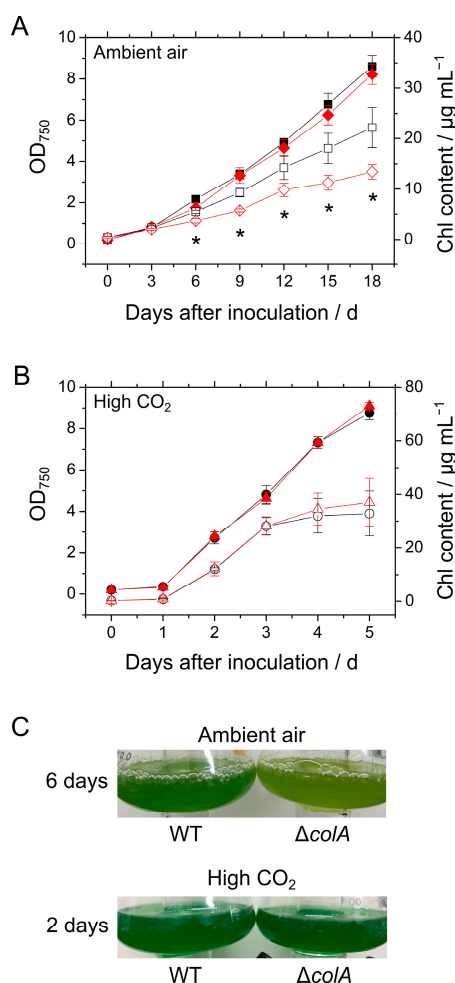 A
Ambient air
10
8
6
4
2
0
OD750
40
30
20
10
0
Chl content / μg mL−1
* * * * *
0 3 6 9 12 15 18
Days after inoculation / d
B
High CO2
10
8
6
4
2
0
OD750
80
60
40
20
0
Chl content / μg mL−1
0 1 2 3 4 5
Days after inoculation / d
C
Ambient air
6 days
WT ΔcolA
High CO2
2 days
WT ΔcolA